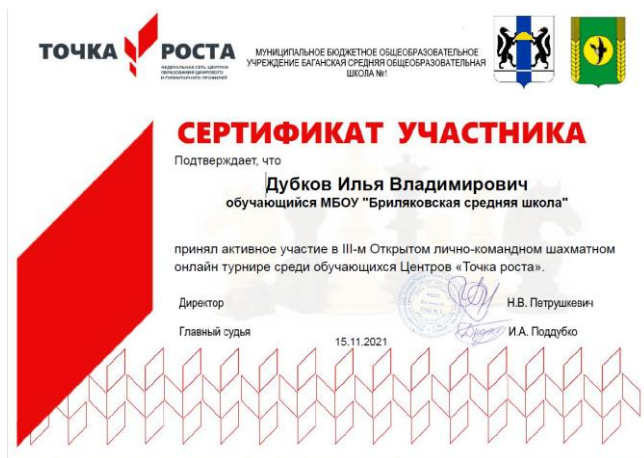 ТОЧКА РОСТА
ФЕДЕРАЛЬНАЯ СЕТЬ ЦЕНТРОВ
ОБРАЗОВАНИЯ ЦИФРОВОГО
И ГУМАНИТАРНОГО ПРОФИЛЕЙ
МУНИЦИПАЛЬНОЕ БЮДЖЕТНОЕ ОБЩЕОБРАЗОВАТЕЛЬНОЕ
УЧРЕЖДЕНИЕ БАГАНСКАЯ СРЕДНЯЯ ОБЩЕОБРАЗОВАТЕЛЬНАЯ
ШКОЛА №1
СЕРТИФИКАТ УЧАСТНИКА
Подтверждает, что
Дубков Илья Владимирович
обучающийся МБОУ "Бриляковская средняя школа"
принял активное участие в III-м Открытом лично-командном шахматном
онлайн турнире среди обучающихся Центров «Точка роста».
Директор Н.В. Петрушкевич
Главный судья И.А. Поддубко
15.11.2021